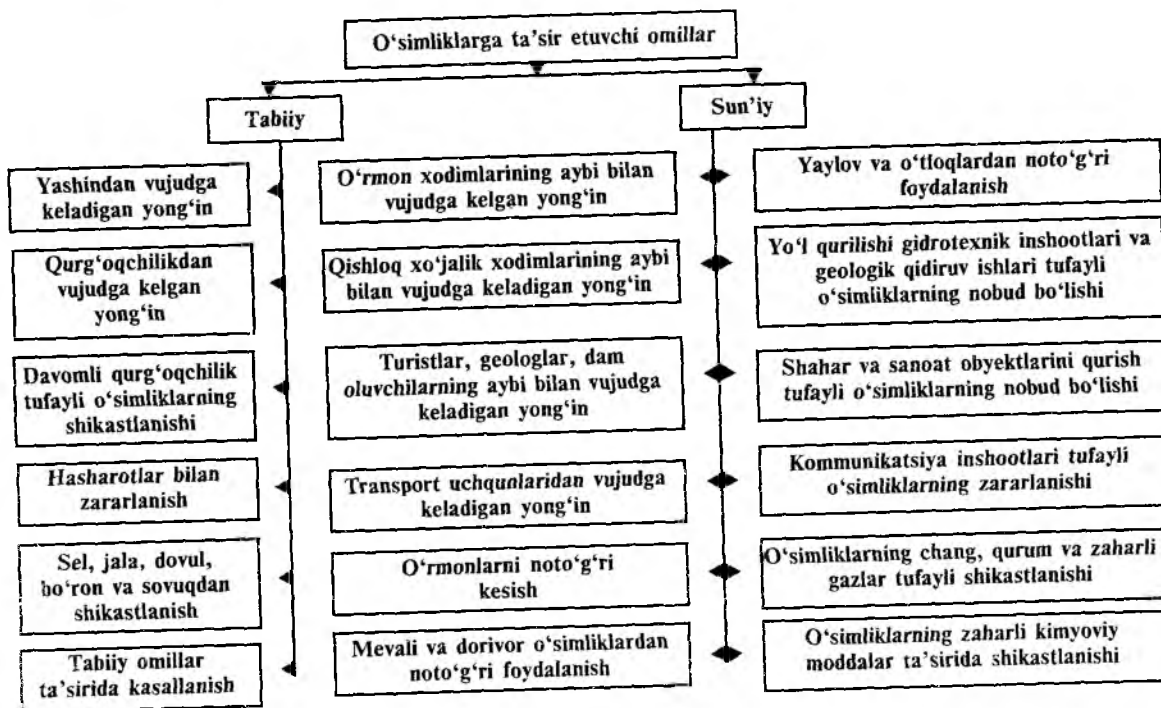 O‘simliklarga ta’sir etuvchi omillar
Tabiiy
Sun’iy
Yashindan vujudga
keladigan yong‘in
Qurg‘oqchilikdan
vujudga kelgan
yong‘in
Davomli qurg‘oqchilik
tufayli o‘simliklarning
shikastlanishi
Hasharotlar bilan
zararlanish
Sel, jala, dovul,
bo‘ron va sovuqdan
shikastlanish
Tabiiy omillar
ta’sirida kasallanish
O‘rmon xodimlarining aybi bilan
vujudga kelgan yong‘in
Qishloq xo‘jalik xodimlarining aybi
bilan vujudga keladigan yong‘in
Turistlar, geologlar, dam
oluvchilarning aybi bilan vujudga
keladigan yong‘in
Transport uchqunlaridan vujudga
keladigan yong‘in
O‘rmonlarni noto‘g‘ri
kesish
Mevali va dorivor o‘simliklardan
noto‘g‘ri foydalanish
Yaylov va o‘tloqlardan noto‘g‘ri
foydalanish
Yo‘l qurilishi gidrotexnik inshootlari va
geologik qidiruv ishlari tufayli
o‘simliklarning nobud bo‘lishi
Shahar va sanoat obyektlarini qurish
tufayli o‘simliklarning nobud bo‘lishi
Kommunikatsiya inshootlari tufayli
o‘simliklarning zararlanishi
O‘simliklarning chang, qurum va zaharli
gazlar tufayli shikastlanishi
O‘simliklarning zaharli kimyoviy
moddalar ta’sirida shikastlanishi